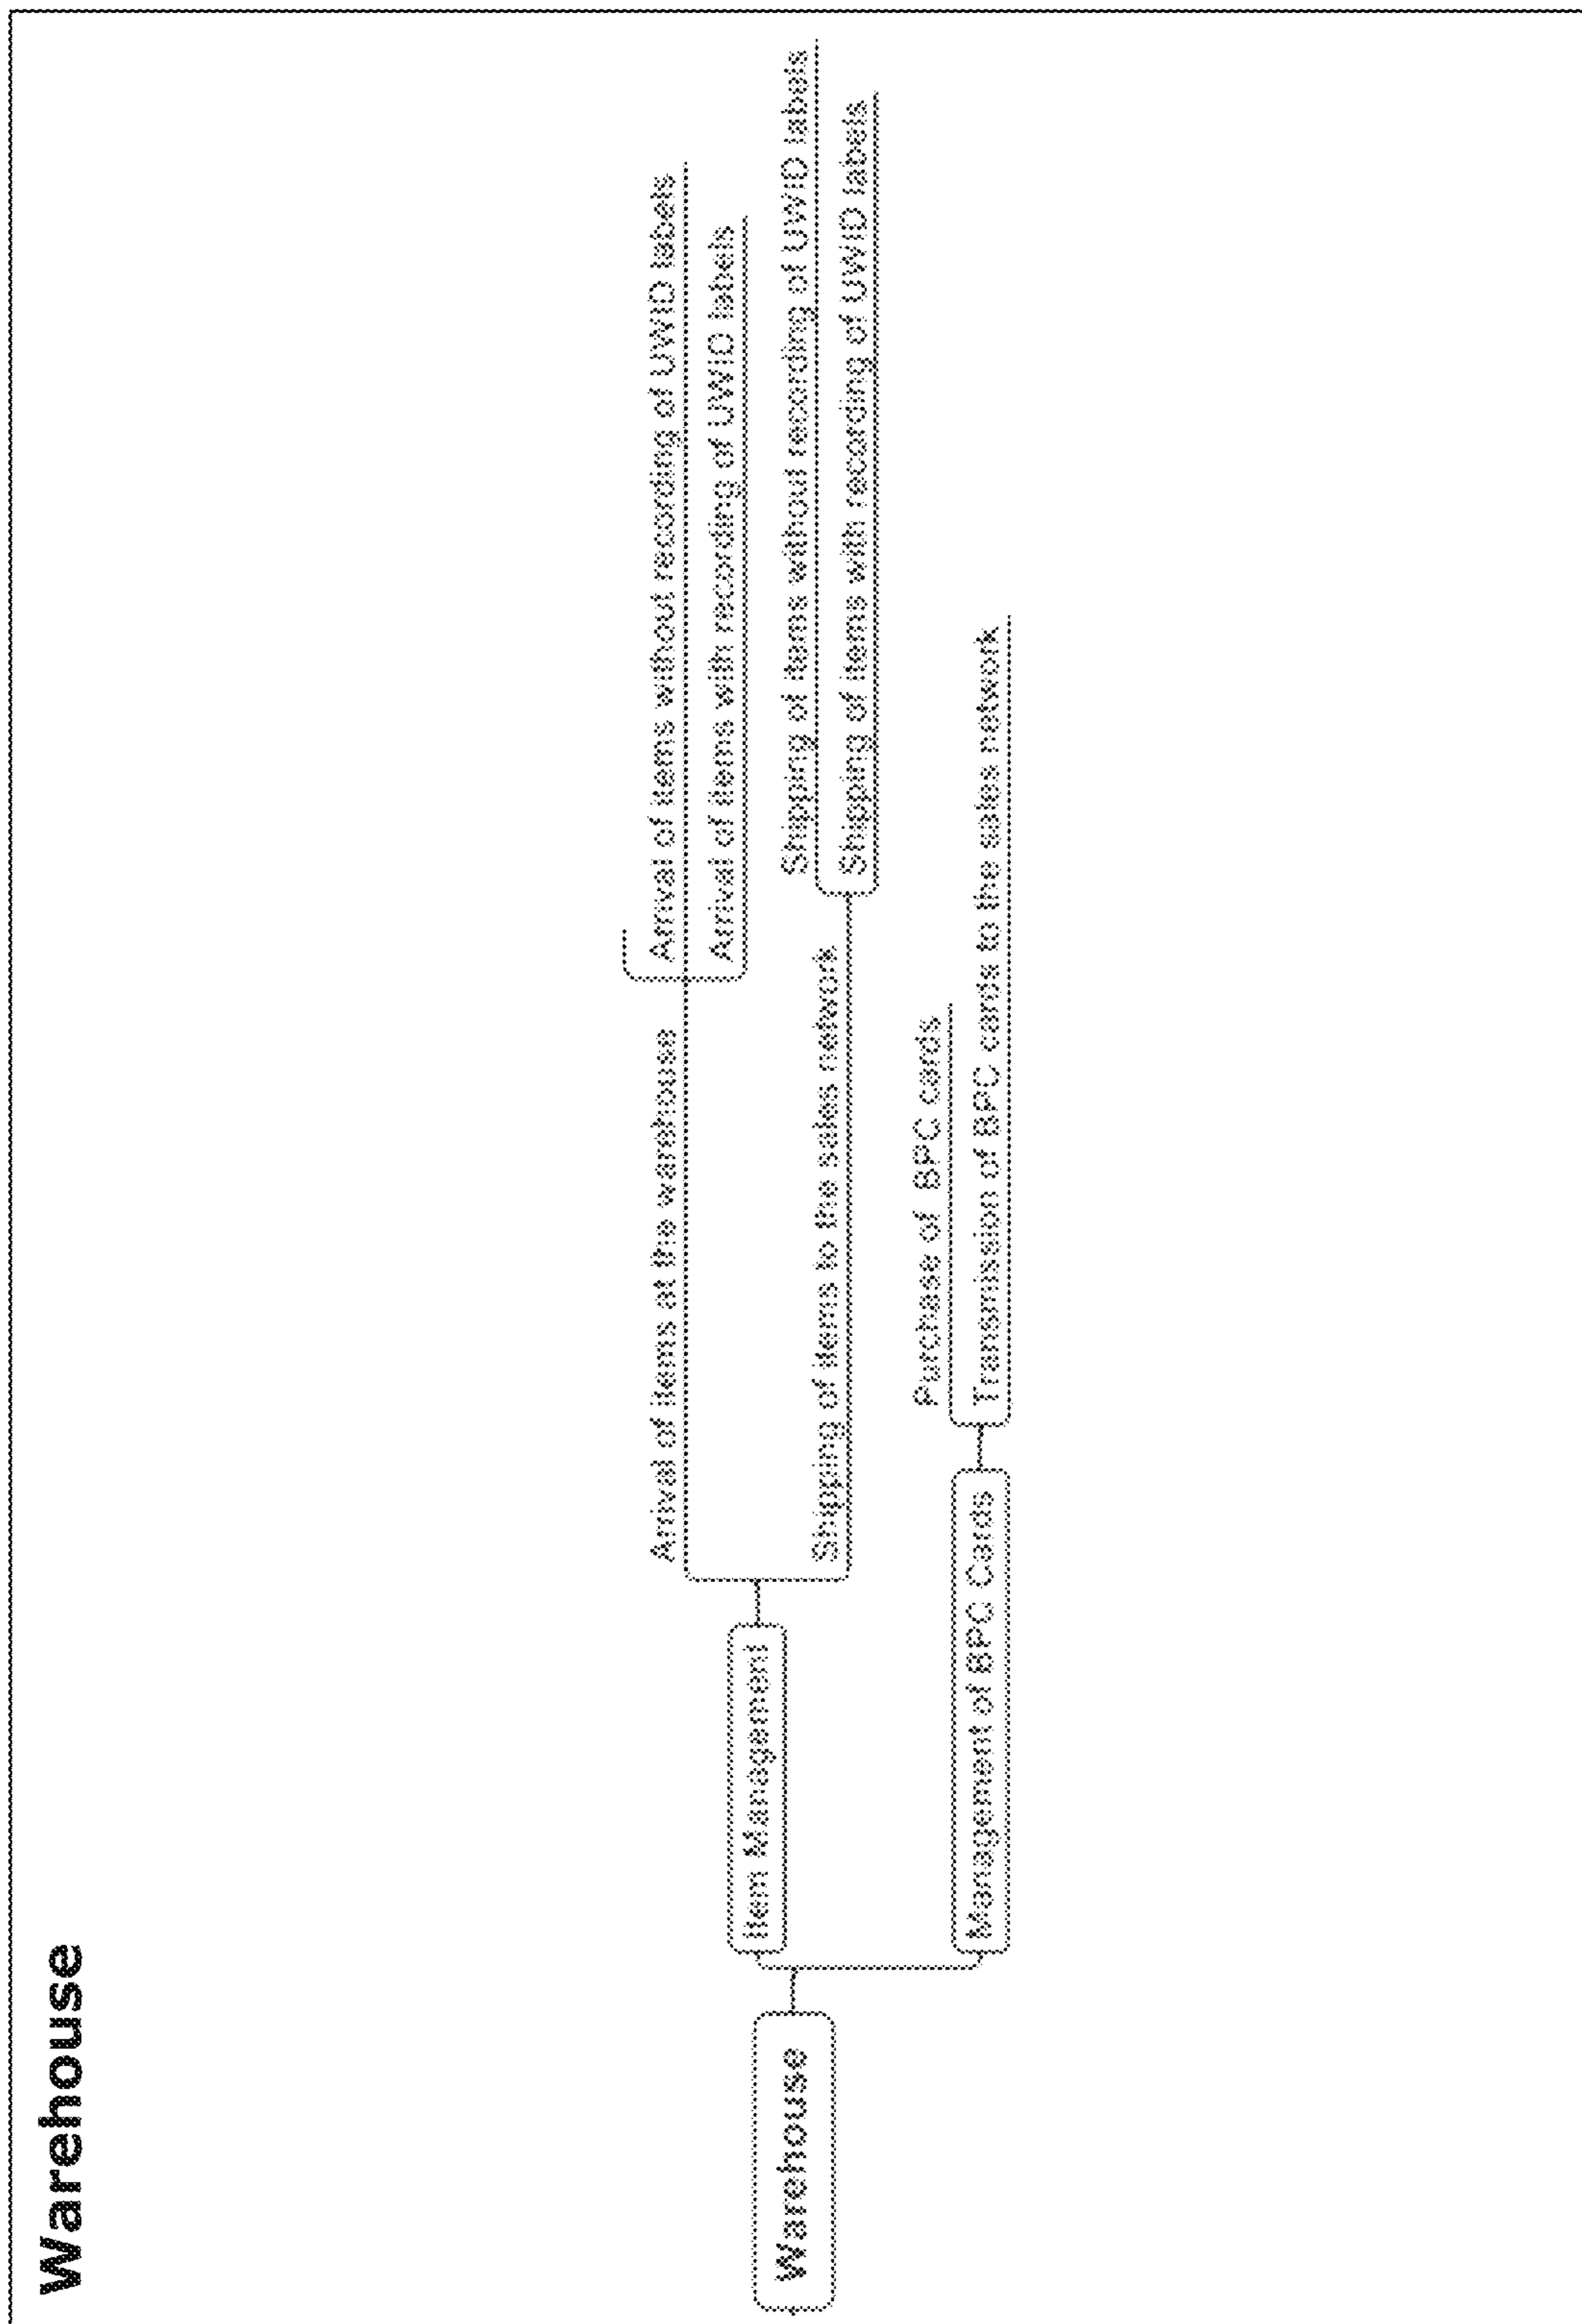 Warehouse
Warehouse
Item Management
Arrival of items at the warehouse
Arrival of items without recording of UWID labels
Arrival of items with recording of UWID labels
Shipping of items to the sales network
Shipping of items without recording of UWID labels
Shipping of items with recording of UWID labels
Management of BPC Cards
Purchase of BPC cards
Transmission of BPC cards to the sales network